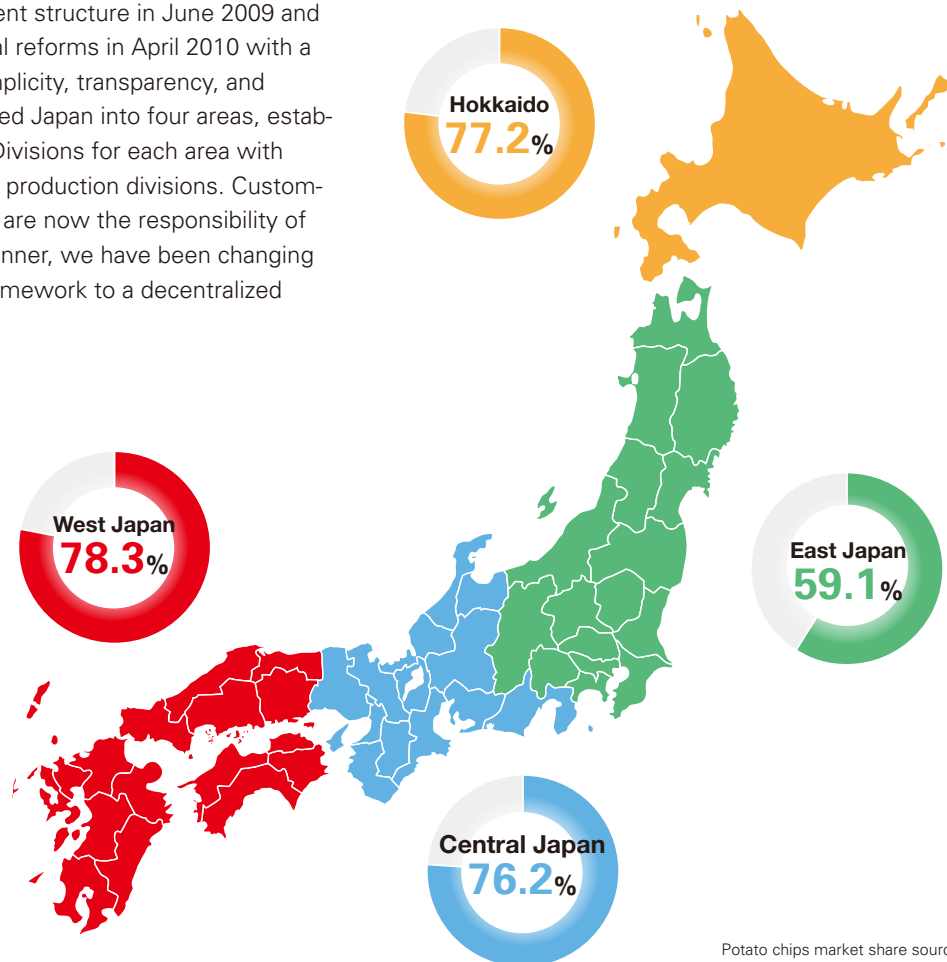 ent structure in June 2009 and
al reforms in April 2010 with a
plicity, transparency, and
ed Japan into four areas, estab-
Divisions for each area with
production divisions. Custom-
are now the responsibility of
nner, we have been changing
mework to a decentralized
Hokkaido
77.2%
West Japan
78.3%
East Japan
59.1%
Central Japan
76.2%
Potato chips market share sourc